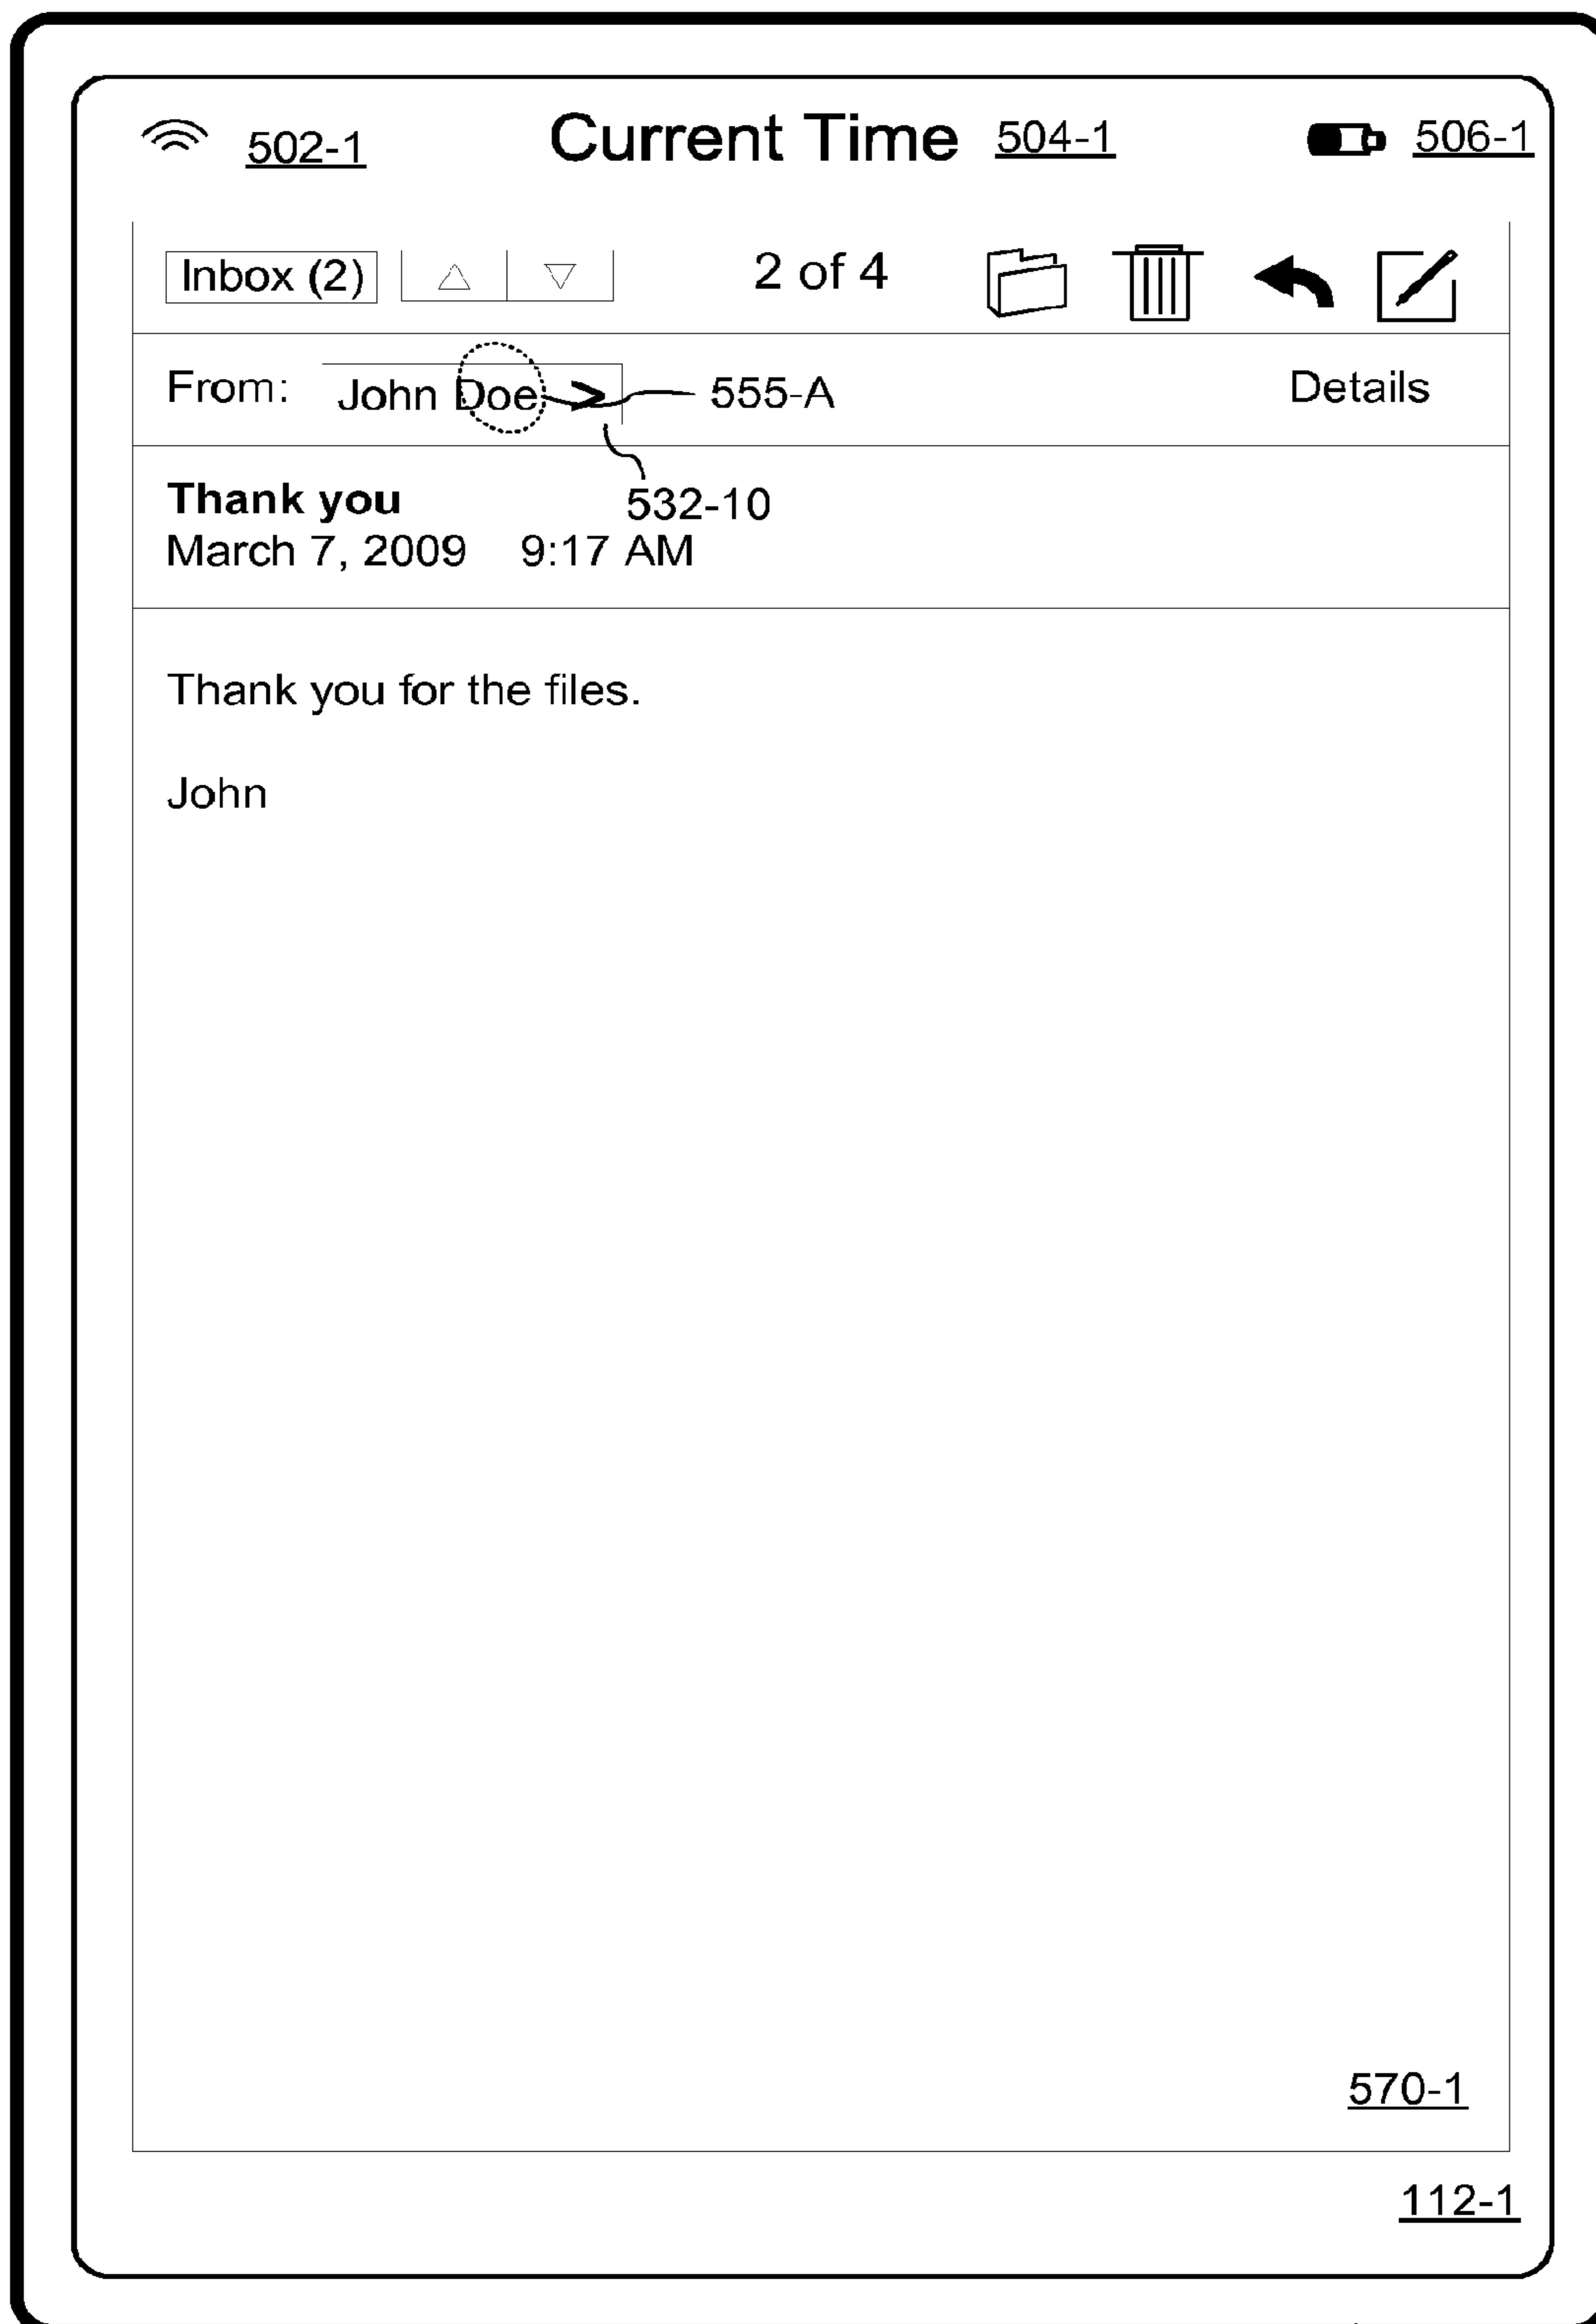 502-1 Current Time 504-1 506-1
Inbox (2) 2 of 4
From: John Doe > 555-A Details
Thank you 532-10
March 7, 2009 9:17 AM
Thank you for the files.
John
570-1
112-1